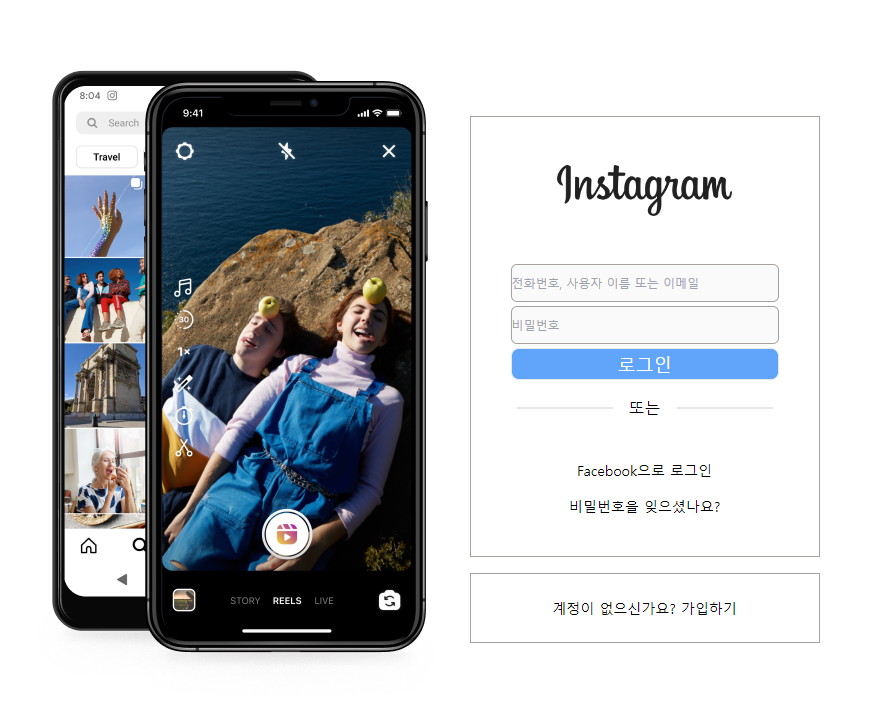 8:04
Search
Travel
9:41
30
1×
STORY REELS LIVE
Instagram
전화번호, 사용자 이름 또는 이메일
비밀번호
로그인
또는
Facebook으로 로그인
비밀번호을 잊으셨나요?
계정이 없으신가요? 가입하기